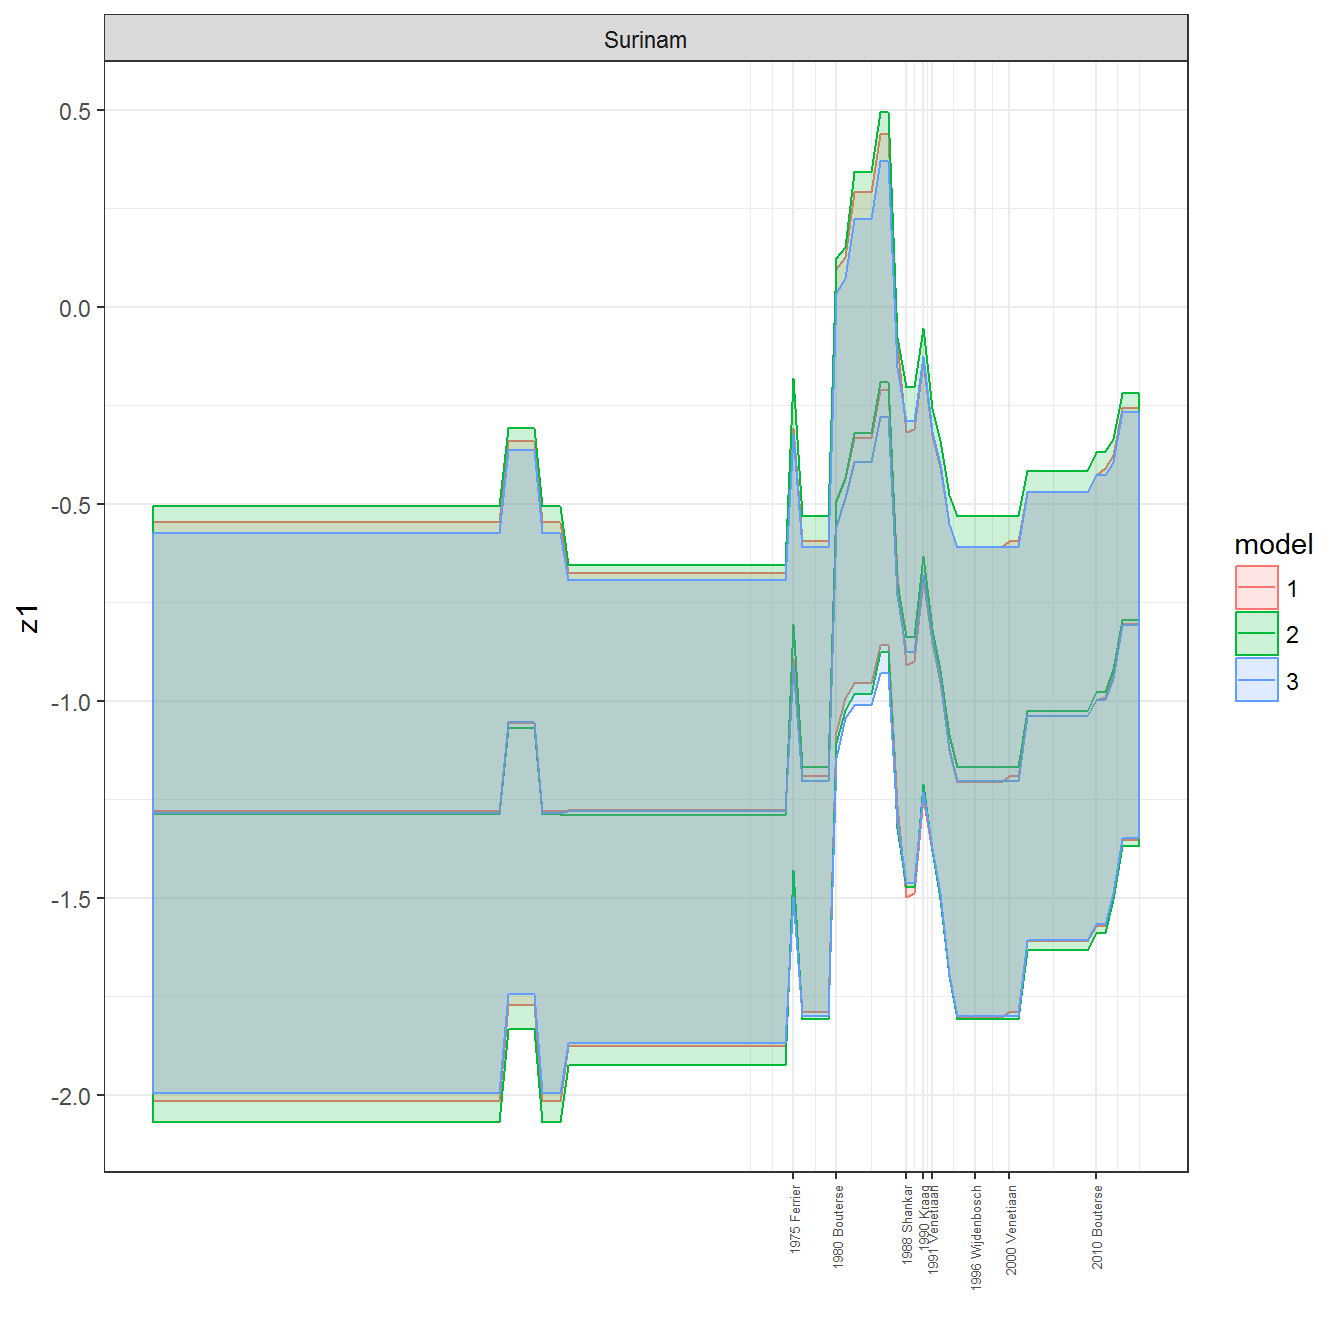 Surinam
z1
0.5
0.0
-0.5
-1.0
-1.5
-2.0
1975 Ferrier
1980 Bouterse
1988 Shankar
1990 Kraag
1991 Venetiaan
1996 Wijdenbosch
2000 Venetiaan
2010 Bouterse
model
1
2
3